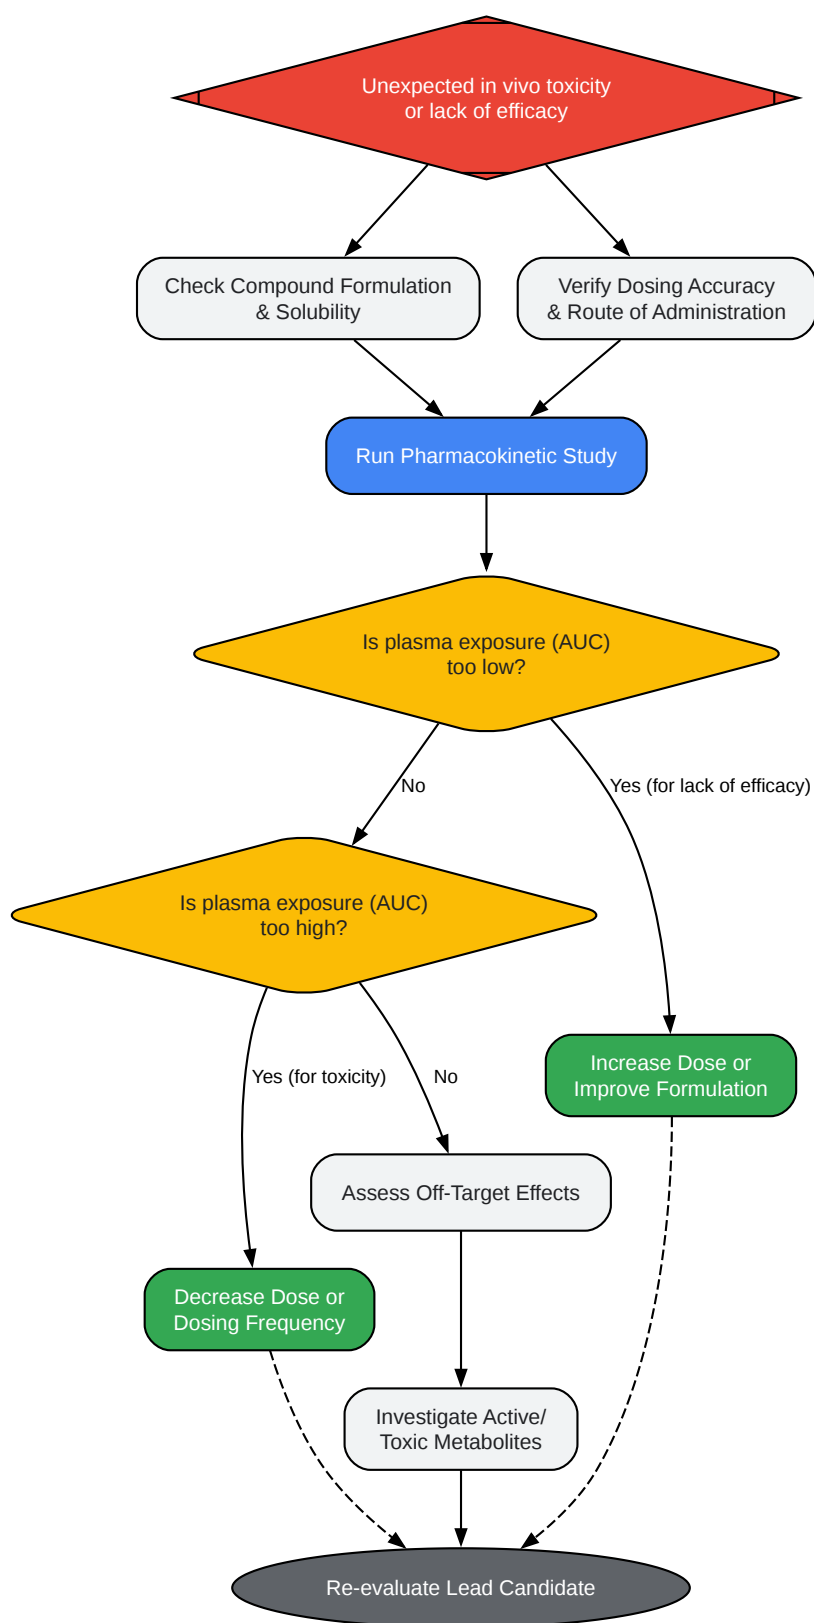 Unexpected in vivo toxicity
or lack of efficacy
Check Compound Formulation
& Solubility
Verify Dosing Accuracy
& Route of Administration
Run Pharmacokinetic Study
Is plasma exposure (AUC)
too low?
No
Yes (for lack of efficacy)
Is plasma exposure (AUC)
too high?
Yes (for toxicity)
No
Increase Dose or
Improve Formulation
Assess Off-Target Effects
Decrease Dose or
Dosing Frequency
Investigate Active/
Toxic Metabolites
Re-evaluate Lead Candidate